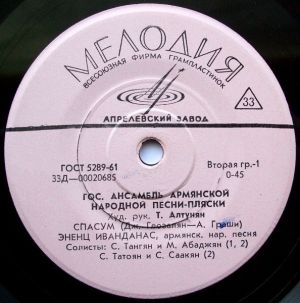 МЕЛОДИЯ
ВСЕСОЮЗНАЯ ФИРМА ГРАМПЛАСТИНОК
33
АПРЕЛЕВСКИЙ ЗАВОД
ГОСТ 5289-61
33Д—00020685
Вторая гр.-1
0-45
ГОС. АНСАМБЛЬ АРМЯНСКОЙ
НАРОДНОЙ ПЕСНИ-ПЛЯСКИ
Худ. рук. Т. Алтунян
СПАСУМ (Дж. Глозалян—А. Граши)
ЭНЕНЦ ИВАНДАНАС, армянск. нар. песня
Солисты: С. Тангян и М. Абаджян (1, 2)
С. Татоян и С. Саакян (2)